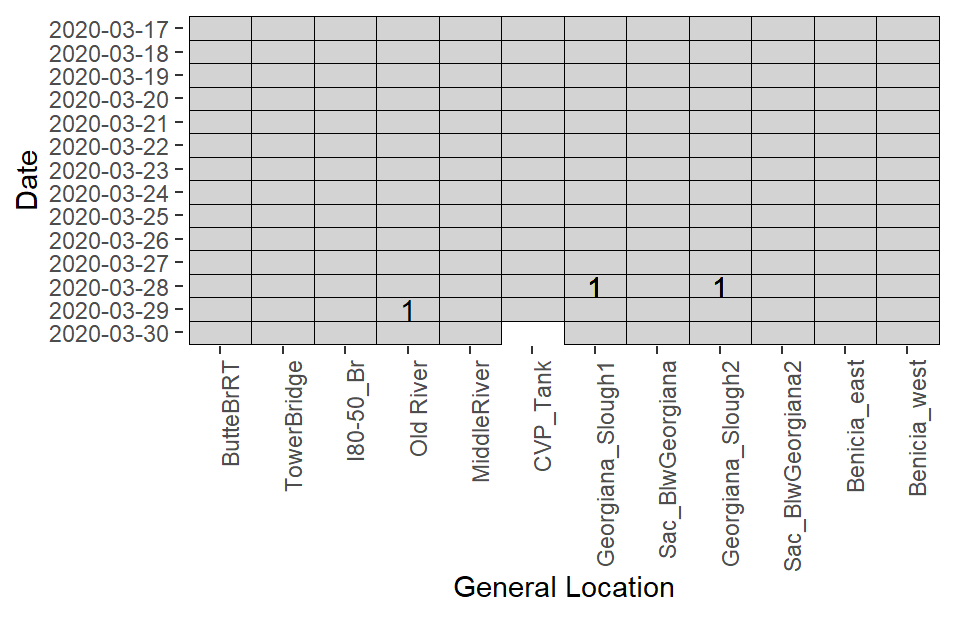 2020-03-17
2020-03-18
2020-03-19
2020-03-20
2020-03-21
2020-03-22
2020-03-23
2020-03-24
2020-03-25
2020-03-26
2020-03-27
2020-03-28 1 1
2020-03-29 1
2020-03-30
Date
ButteBrRT
TowerBridge
I80-50_Br
Old River
MiddleRiver
CVP_Tank
Georgiana_Slough1
Sac_BlwGeorgiana
Georgiana_Slough2
Sac_BlwGeorgiana2
Benicia_east
Benicia_west
General Location